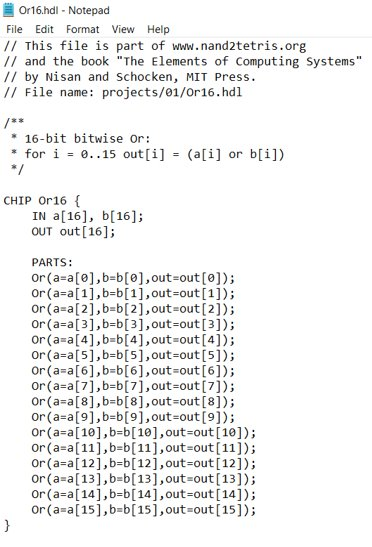 Or16.hdl - Notepad
File Edit Format View Help
// This file is part of www.nand2tetris.org
// and the book "The Elements of Computing Systems"
// by Nisan and Schocken, MIT Press.
// File name: projects/01/Or16.hdl
/**
* 16-bit bitwise Or:
* for i = 0..15 out[i] = (a[i] or b[i])
*/
CHIP Or16 {
IN a[16], b[16];
OUT out[16];
PARTS:
Or(a=a[0],b=b[0],out=out[0]);
Or(a=a[1],b=b[1],out=out[1]);
Or(a=a[2],b=b[2],out=out[2]);
Or(a=a[3],b=b[3],out=out[3]);
Or(a=a[4],b=b[4],out=out[4]);
Or(a=a[5],b=b[5],out=out[5]);
Or(a=a[6],b=b[6],out=out[6]);
Or(a=a[7],b=b[7],out=out[7]);
Or(a=a[8],b=b[8],out=out[8]);
Or(a=a[9],b=b[9],out=out[9]);
Or(a=a[10],b=b[10],out=out[10]);
Or(a=a[11],b=b[11],out=out[11]);
Or(a=a[12],b=b[12],out=out[12]);
Or(a=a[13],b=b[13],out=out[13]);
Or(a=a[14],b=b[14],out=out[14]);
Or(a=a[15],b=b[15],out=out[15]);
}